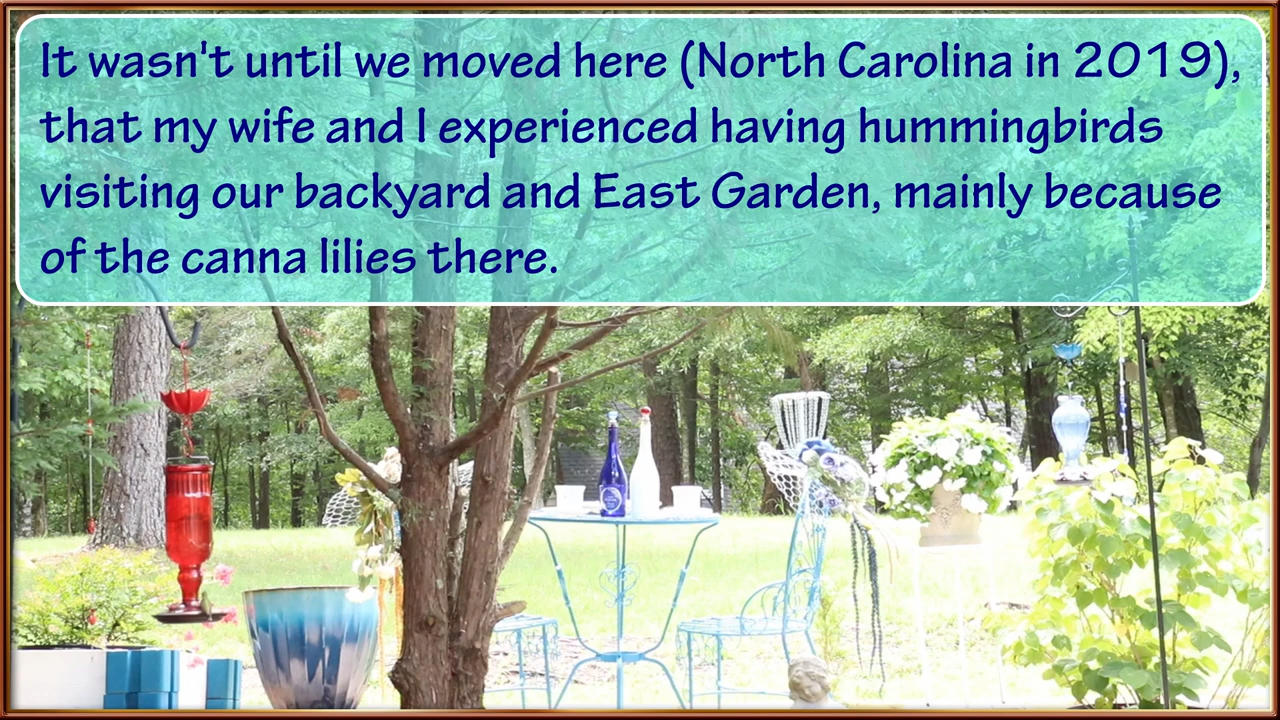 It wasn't until we moved here (North Carolina in 2019),
that my wife and I experienced having hummingbirds
visiting our backyard and East Garden, mainly because
of the canna lilies there.